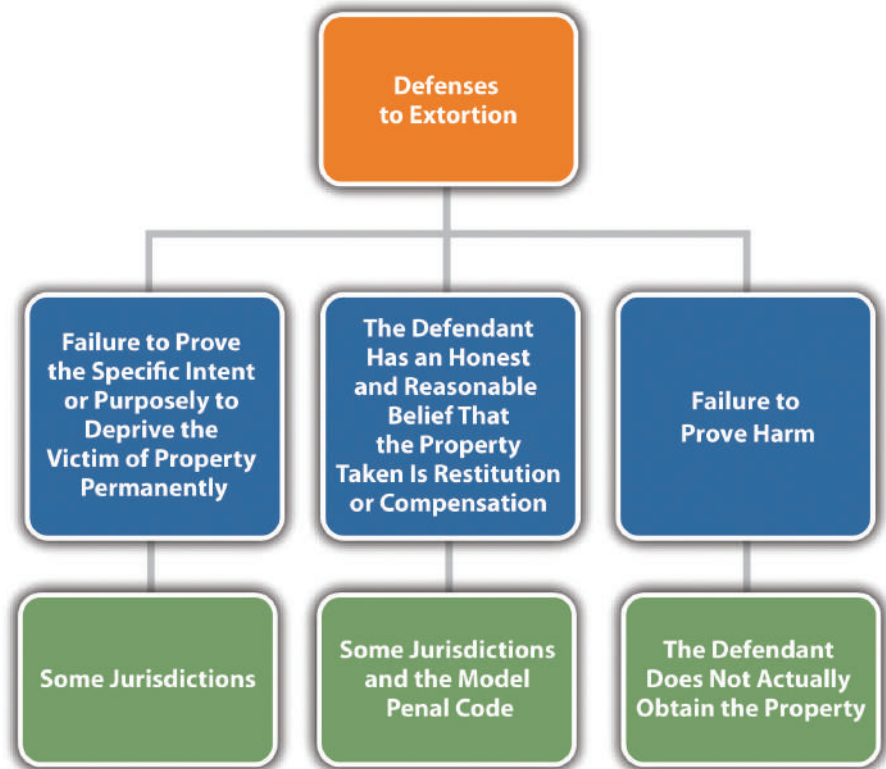 Defenses
to Extortion
Failure to Prove
the Specific Intent
or Purposely to
Deprive the
Victim of Property
Permanently
The Defendant
Has an Honest
and Reasonable
Belief That
the Property
Taken Is Restitution
or Compensation
Failure to
Prove Harm
Some Jurisdictions
Some Jurisdictions
and the Model
Penal Code
The Defendant
Does Not Actually
Obtain the Property